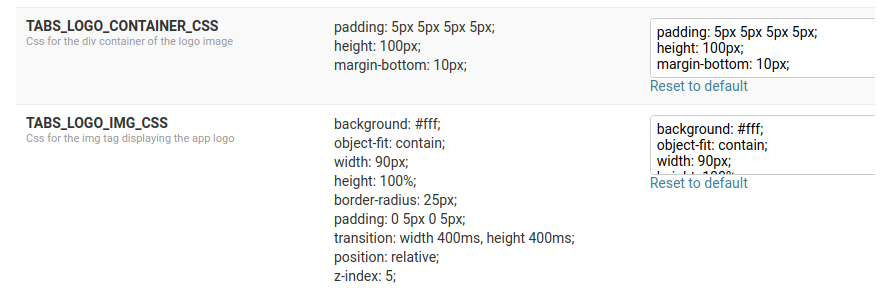 TABS_LOGO_CONTAINER_CSS
Css for the div container of the logo image
padding: 5px 5px 5px 5px;
height: 100px;
margin-bottom: 10px;
padding: 5px 5px 5px 5px;
height: 100px;
margin-bottom: 10px;
Reset to default
TABS_LOGO_IMG_CSS
Css for the img tag displaying the app logo
background: #fff;
object-fit: contain;
width: 90px;
height: 100%;
border-radius: 25px;
padding: 0 5px 0 5px;
transition: width 400ms, height 400ms;
position: relative;
z-index: 5;
background: #fff;
object-fit: contain;
width: 90px;
Reset to default